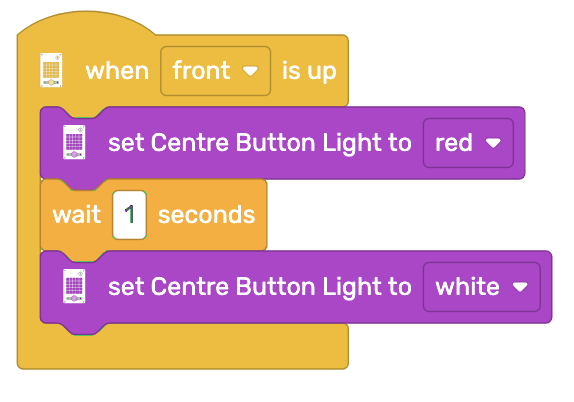 when front is up
set Centre Button Light to red
wait 1 seconds
set Centre Button Light to white